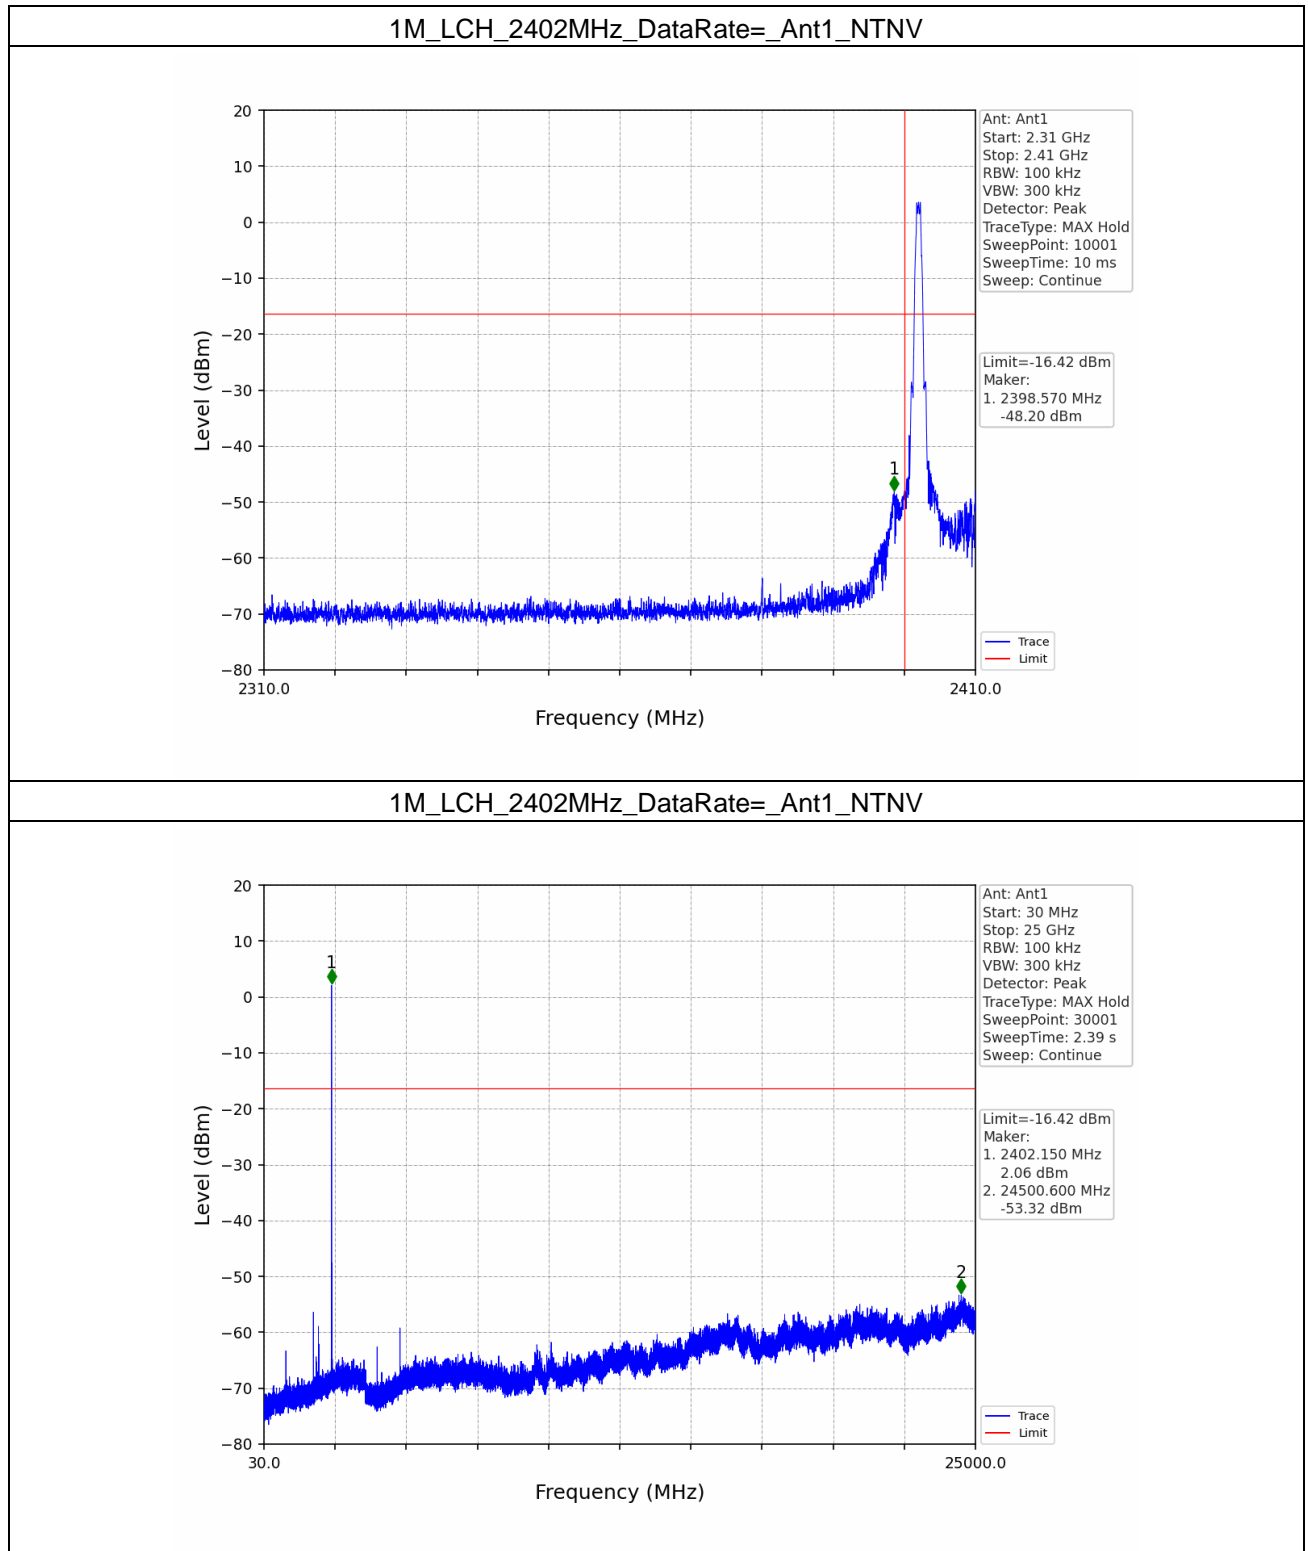 1M_LCH_2402MHz_DataRate=_Ant1_NTNV
20
10
0
−10
−20
−30
−40
−50
−60
−70
−80
Level (dBm)
2310.0
2410.0
Frequency (MHz)
1
Ant: Ant1
Start: 2.31 GHz
Stop: 2.41 GHz
RBW: 100 kHz
VBW: 300 kHz
Detector: Peak
TraceType: MAX Hold
SweepPoint: 10001
SweepTime: 10 ms
Sweep: Continue
Limit=-16.42 dBm
Maker:
1. 2398.570 MHz
-48.20 dBm
Trace
Limit
1M_LCH_2402MHz_DataRate=_Ant1_NTNV
20
10
0
−10
−20
−30
−40
−50
−60
−70
−80
Level (dBm)
30.0
25000.0
Frequency (MHz)
1
2
Ant: Ant1
Start: 30 MHz
Stop: 25 GHz
RBW: 100 kHz
VBW: 300 kHz
Detector: Peak
TraceType: MAX Hold
SweepPoint: 30001
SweepTime: 2.39 s
Sweep: Continue
Limit=-16.42 dBm
Maker:
1. 2402.150 MHz
2.06 dBm
2. 24500.600 MHz
-53.32 dBm
Trace
Limit